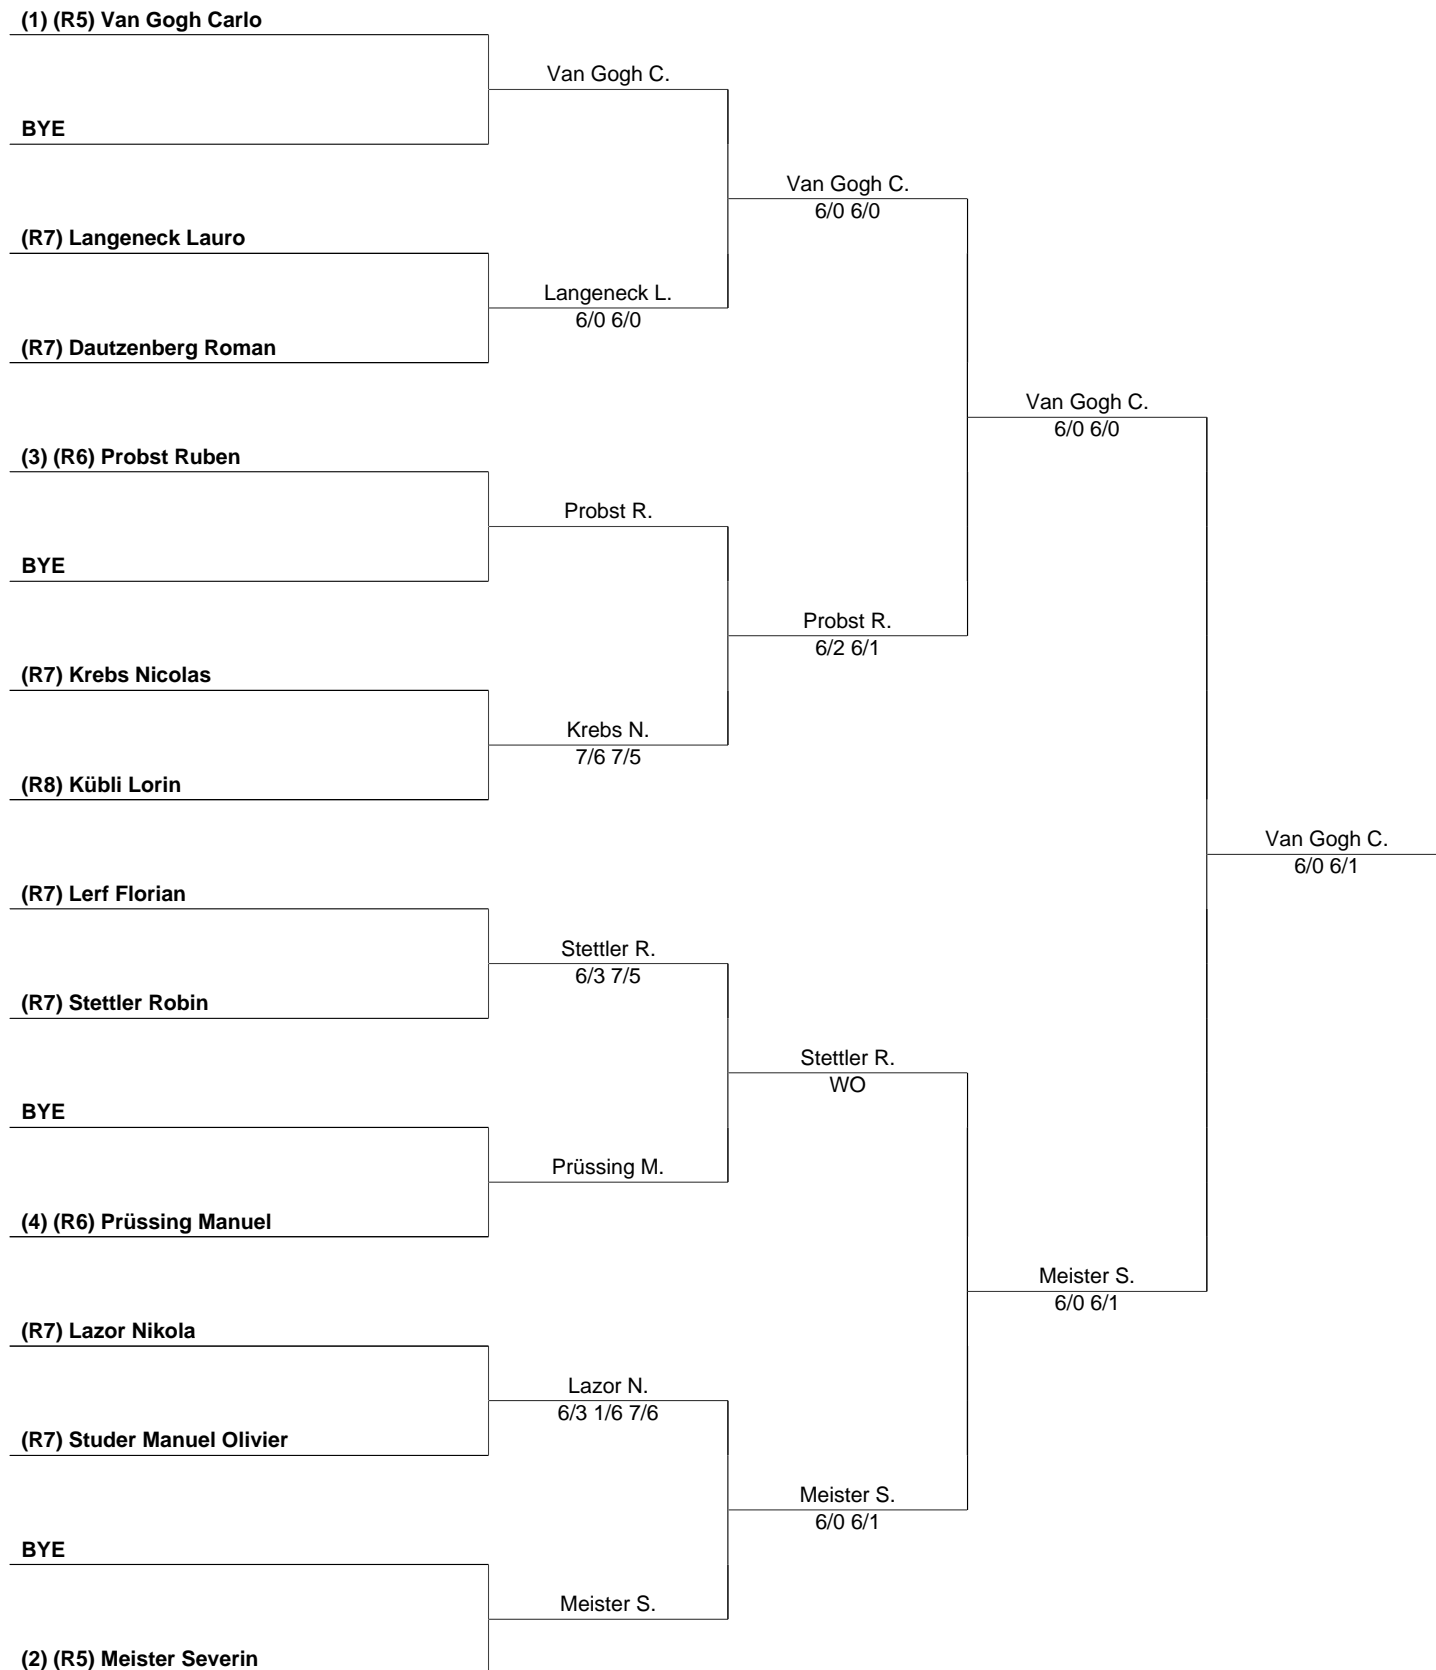 (1) (R5) Van Gogh Carlo
Van Gogh C.
BYE
Van Gogh C.
6/0 6/0
(R7) Langeneck Lauro
Langeneck L.
6/0 6/0
(R7) Dautzenberg Roman
Van Gogh C.
6/0 6/0
(3) (R6) Probst Ruben
Probst R.
BYE
Probst R.
6/2 6/1
(R7) Krebs Nicolas
Krebs N.
7/6 7/5
(R8) Kübli Lorin
Van Gogh C.
6/0 6/1
(R7) Lerf Florian
Stettler R.
6/3 7/5
(R7) Stettler Robin
Stettler R.
WO
BYE
Prüssing M.
(4) (R6) Prüssing Manuel
Meister S.
6/0 6/1
(R7) Lazor Nikola
Lazor N.
6/3 1/6 7/6
(R7) Studer Manuel Olivier
Meister S.
6/0 6/1
BYE
Meister S.
(2) (R5) Meister Severin